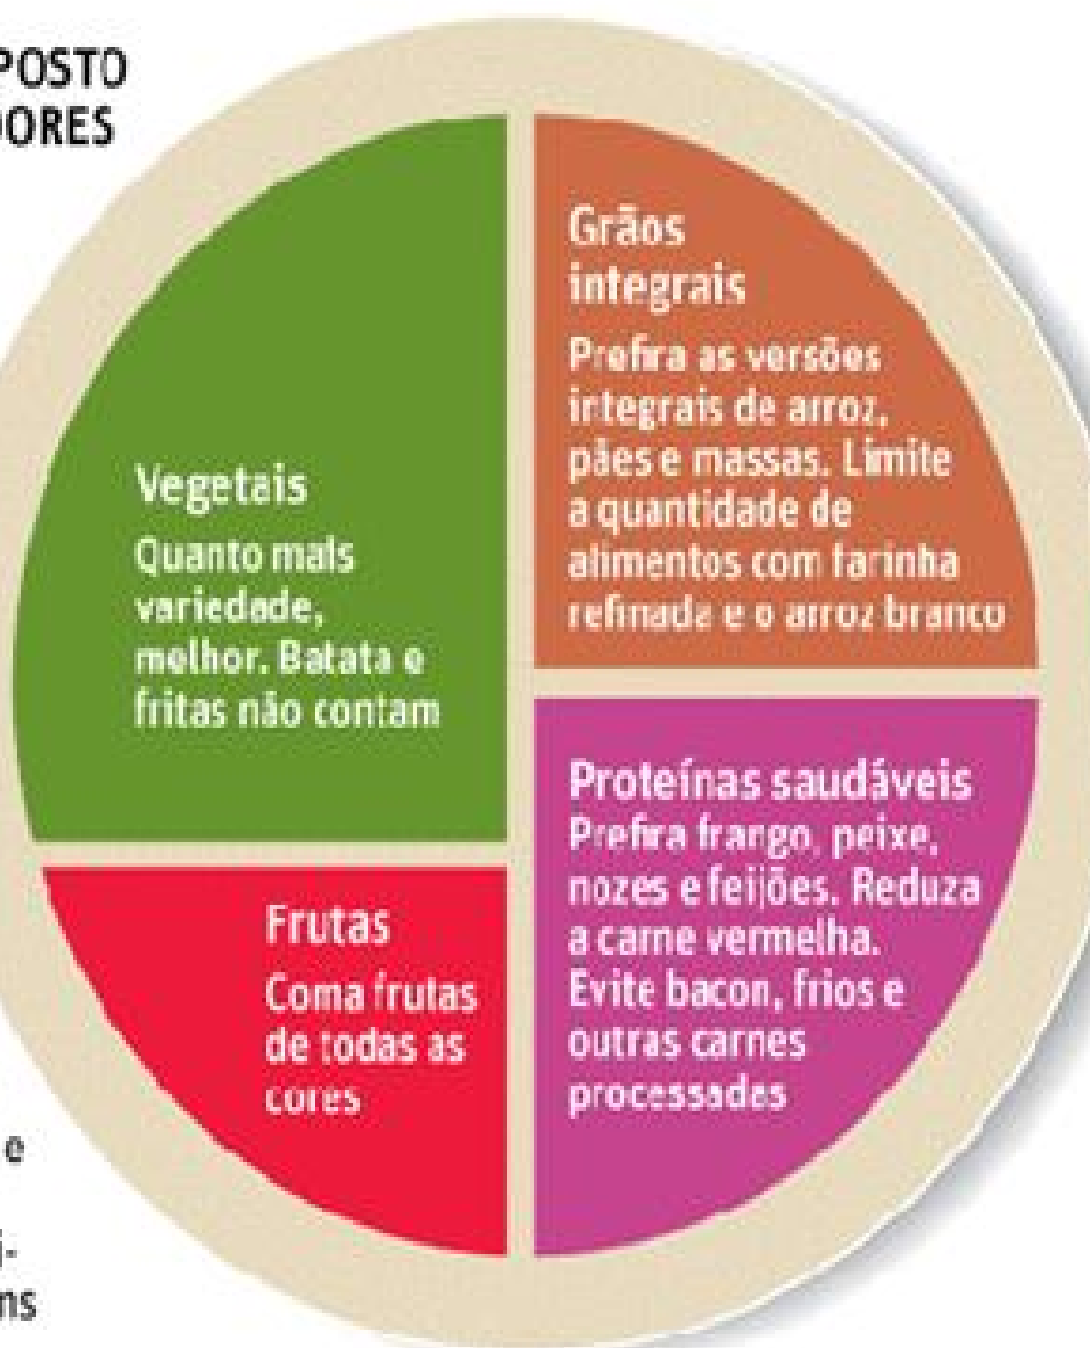 POSTO
DORES
Vegetais
Quanto mais
variedade,
melhor. Batata e
fritas não contam
Grãos
integrais
Prefira as versões
integrais de arroz,
pães e massas. Limite
a quantidade de
alimentos com farinha
refinada e o arroz branco
Frutas
Coma frutas
de todas as
cores
Proteínas saudáveis
Prefira frango, peixe,
nozes e feijões. Reduza
a carne vermelha.
Evite bacon, frios e
outras carnes
processadas
e
i-
ns